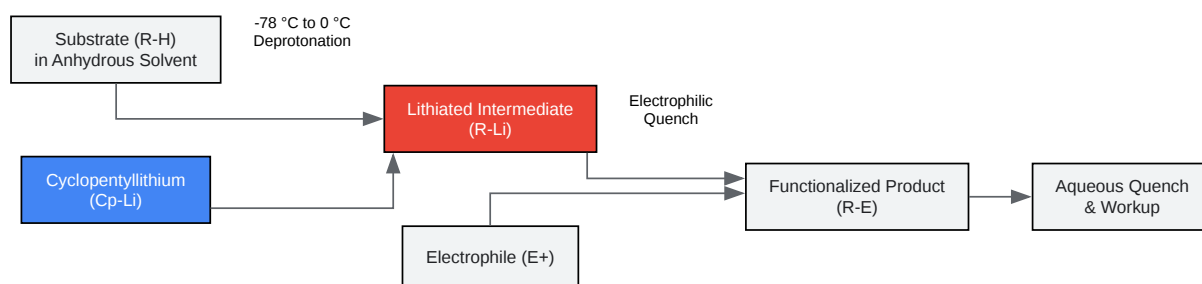 Substrate (R-H)
in Anhydrous Solvent
-78 °C to 0 °C
Deprotonation
Lithiated Intermediate
(R-Li)
Electrophilic
Quench
Cyclopentyllithium
(Cp-Li)
Functionalized Product
(R-E)
Aqueous Quench
& Workup
Electrophile (E+)